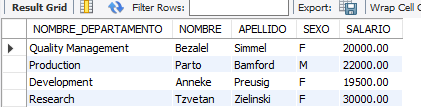 Result Grid Filter Rows: Export: Wrap Cell C
NOMBRE_DEPARTAMENTO NOMBRE APELLIDO SEXO SALARIO
Quality Management Bezalel Simmel F 20000.00
Production Parto Bamford M 22000.00
Development Anneke Preusig F 19500.00
Research Tzvetan Zielinski F 30000.00